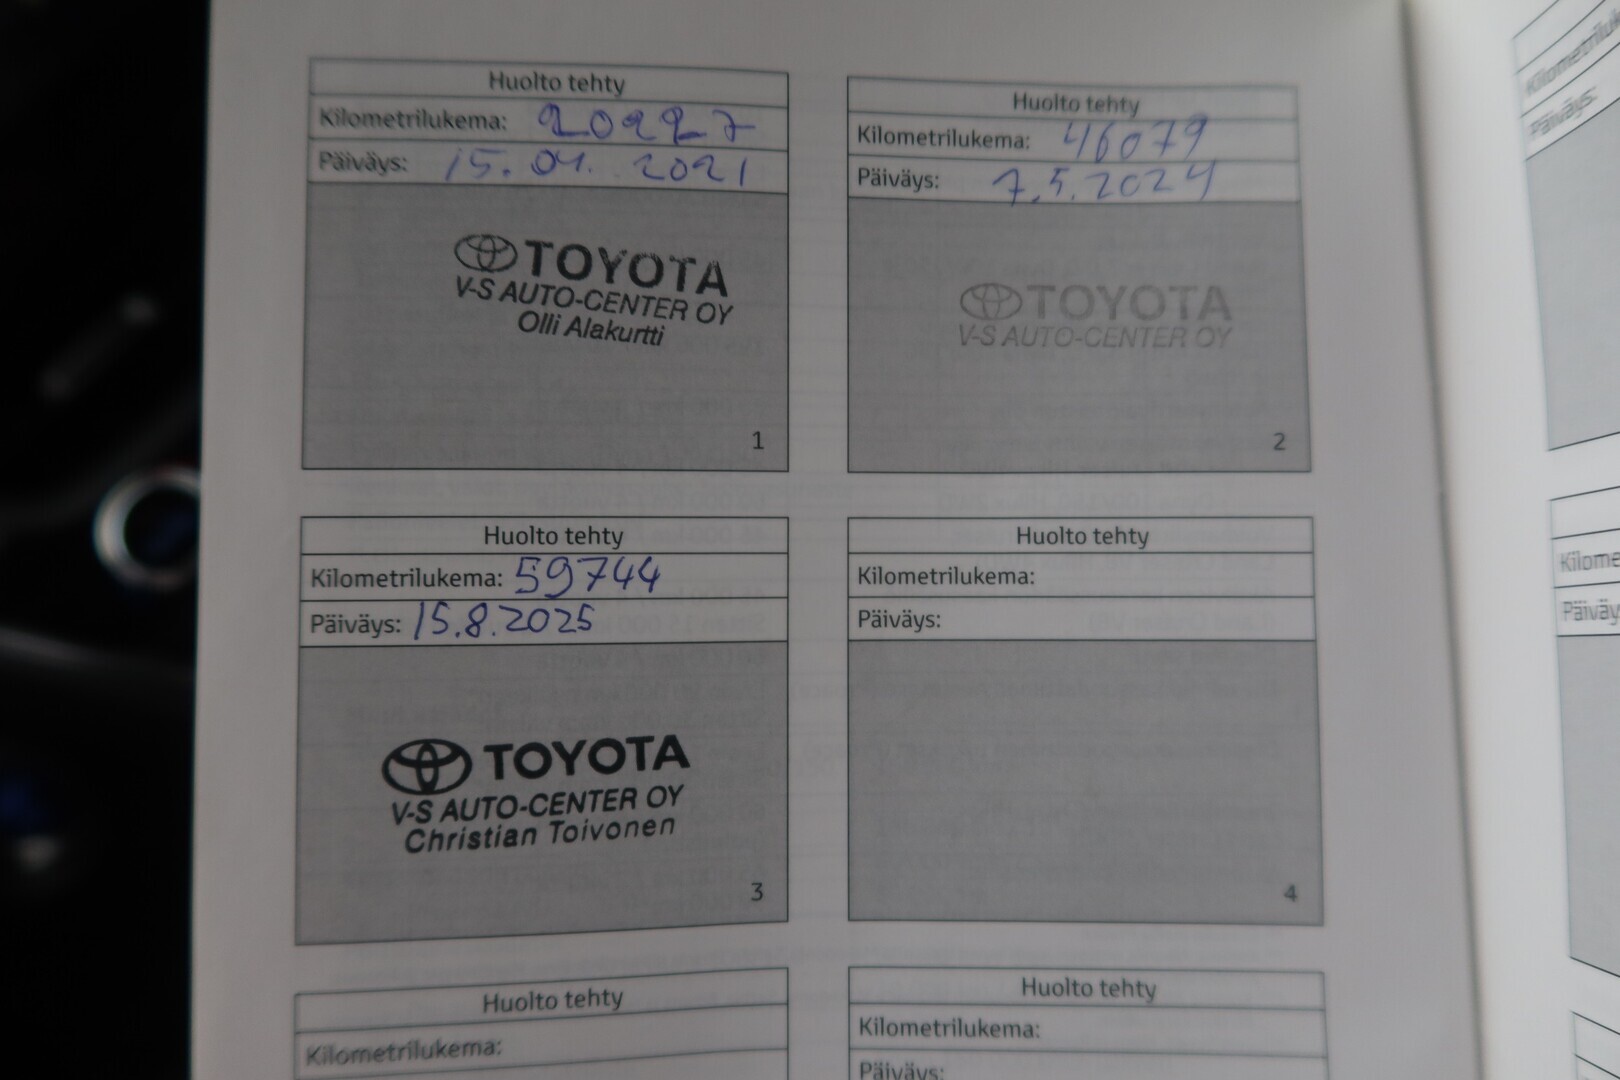 Huolto tehty
Kilometrilukema: 20227
Päiväys: 15.04.2021
TOYOTA
V-S AUTO-CENTER OY
Olli Alakurtti
1
Huolto tehty
Kilometrilukema: 46079
Päiväys: 7.5.2024
TOYOTA
V-S AUTO-CENTER OY
2
Huolto tehty
Kilometrilukema: 59744
Päiväys: 15.8.2025
TOYOTA
V-S AUTO-CENTER OY
Christian Toivonen
3
Huolto tehty
Kilometrilukema:
Päiväys:
4
Huolto tehty
Kilometrilukema:
Huolto tehty
Kilometrilukema:
Päiväys: